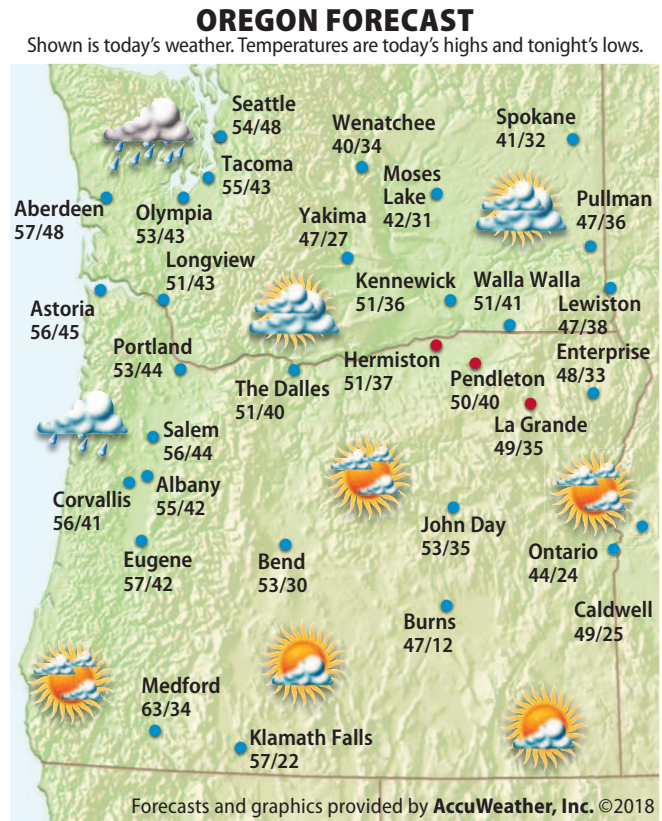 OREGON FORECAST
Shown is today's weather. Temperatures are today's highs and tonight's lows.
Seattle
54/48
Wenatchee
40/34
Spokane
41/32
Tacoma
55/43
Moses
Lake
42/31
Pullman
47/36
Aberdeen
57/48
Olympia
53/43
Yakima
47/27
Longview
51/43
Kennewick
51/36
Walla Walla
51/41
Lewiston
47/38
Astoria
56/45
Portland
53/44
The Dalles
51/40
Hermiston
51/37
Pendleton
50/40
Enterprise
48/33
La Grande
49/35
Salem
56/44
Corvallis
56/41
Albany
55/42
John Day
53/35
Eugene
57/42
Bend
53/30
Ontario
44/24
Burns
47/12
Caldwell
49/25
Medford
63/34
Klamath Falls
57/22
Forecasts and graphics provided by AccuWeather, Inc. ©2018